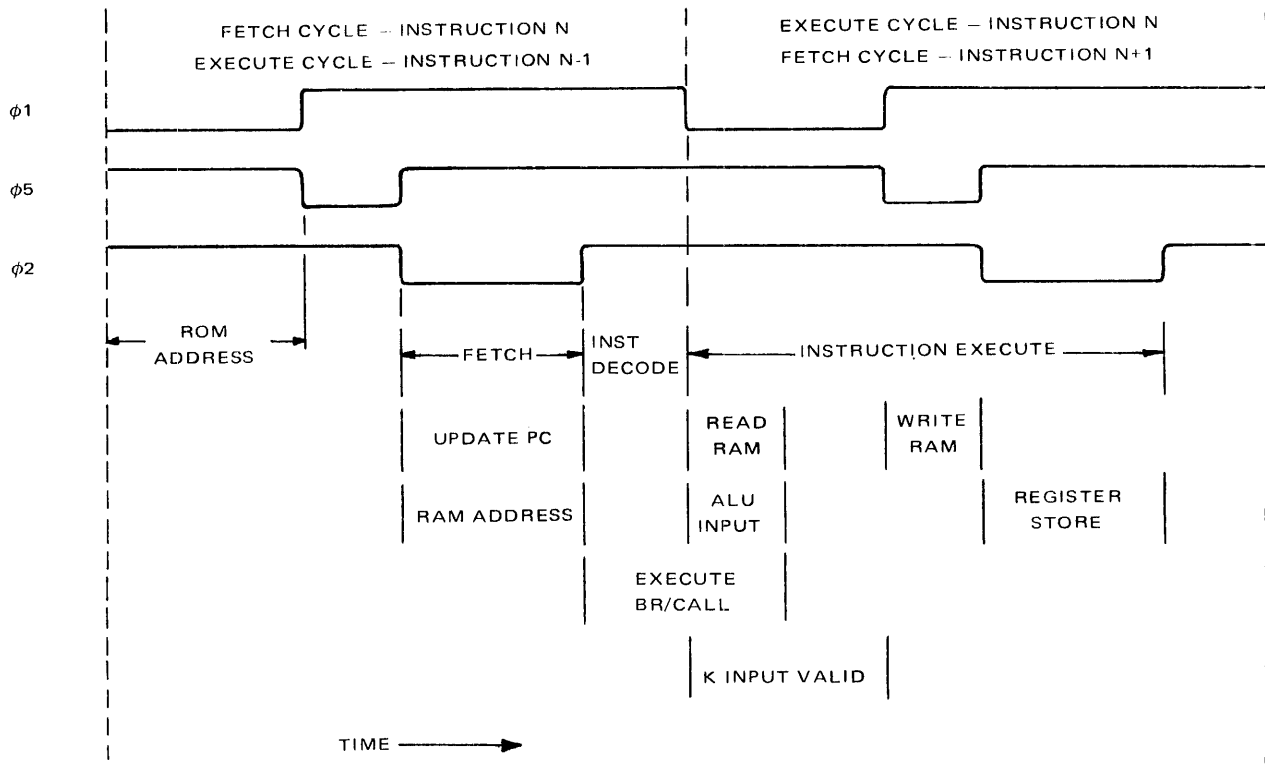 FETCH CYCLE – INSTRUCTION N
EXECUTE CYCLE – INSTRUCTION N-1
EXECUTE CYCLE – INSTRUCTION N
FETCH CYCLE – INSTRUCTION N+1
ϕ1
ϕ5
ϕ2
ROM
ADDRESS
FETCH
INST
DECODE
INSTRUCTION EXECUTE
UPDATE PC
READ
RAM
WRITE
RAM
RAM ADDRESS
ALU
INPUT
REGISTER
STORE
EXECUTE
BR/CALL
K INPUT VALID
TIME